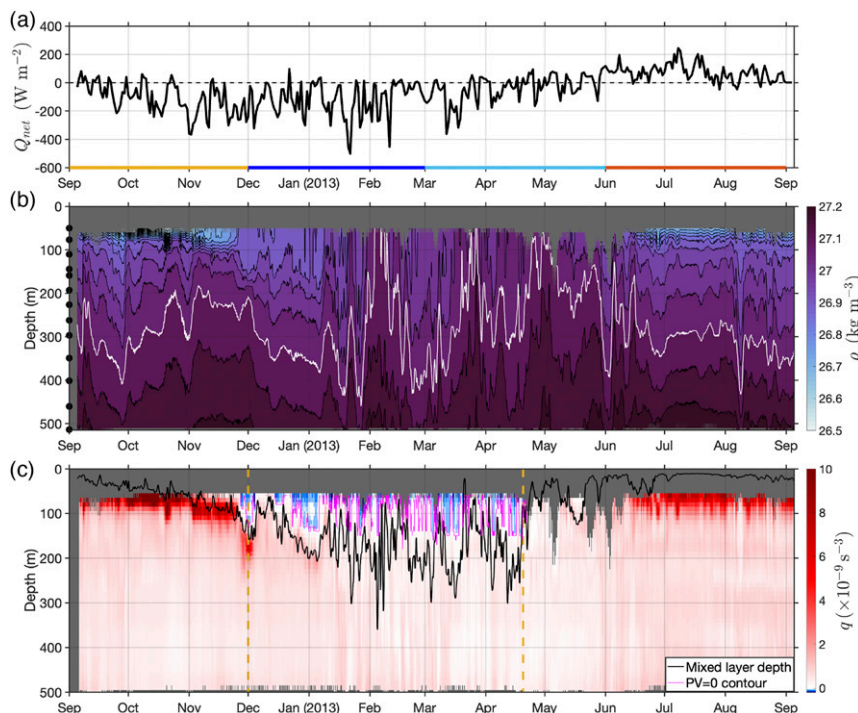 (a)
Q_net (W m⁻²)
400
200
0
-200
-400
-600
Sep Oct Nov Dec Jan (2013) Feb Mar Apr May Jun Jul Aug Sep
(b)
Depth (m)
0
100
200
300
400
500
Sep Oct Nov Dec Jan (2013) Feb Mar Apr May Jun Jul Aug Sep
27.2
27.1
27
26.9
26.8
26.7
26.6
26.5
ρ (kg m⁻³)
(c)
Depth (m)
0
100
200
300
400
500
Mixed layer depth
PV=0 contour
Sep Oct Nov Dec Jan (2013) Feb Mar Apr May Jun Jul Aug Sep
10
8
6
4
2
0
q (×10⁻⁹ s⁻³)